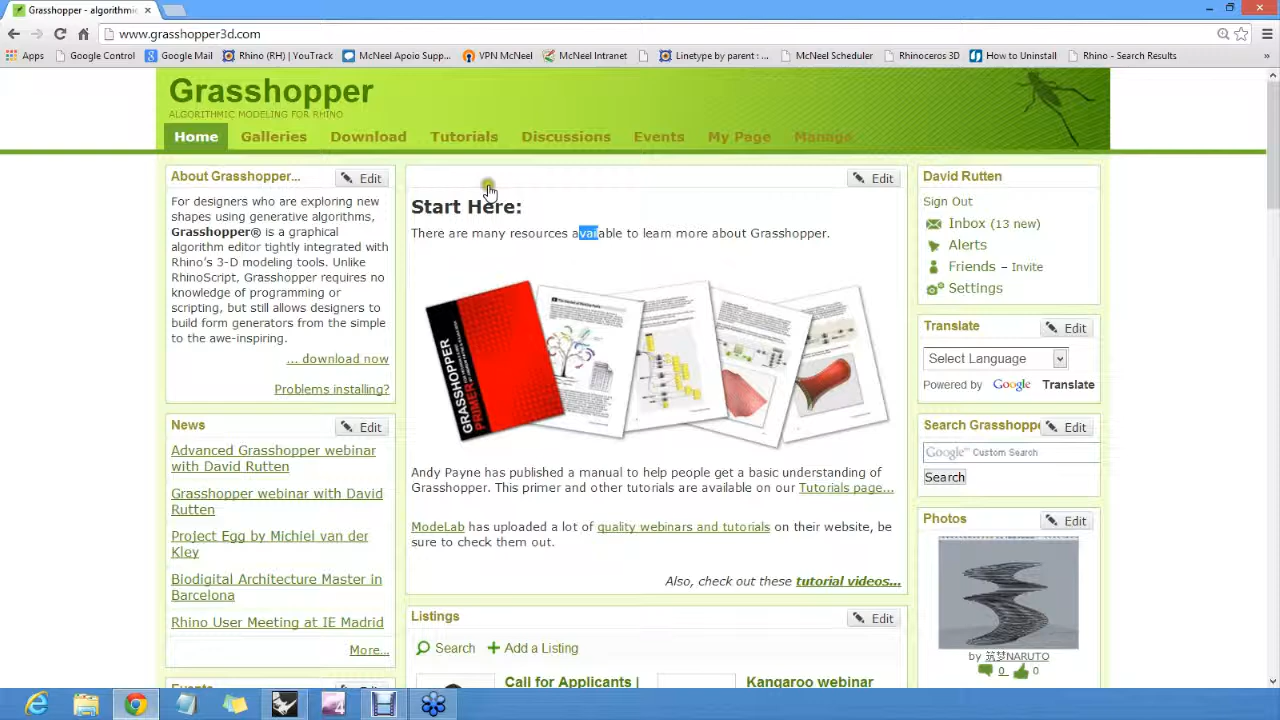 Grasshopper - algorithmic
www.grasshopper3d.com
Apps Google Control Google Mail Rhino (RH) | YouTrack McNeel Apoio Supp... VPN McNeel McNeel Intranet Linetype by parent : ... McNeel Scheduler Rhinoceros 3D How to Uninstall Rhino - Search Results »
Grasshopper
ALGORITHMIC MODELING FOR RHINO
Home Galleries Download Tutorials Discussions Events My Page Manage
About Grasshopper... Edit
For designers who are exploring new
shapes using generative algorithms,
Grasshopper® is a graphical
algorithm editor tightly integrated with
Rhino's 3-D modeling tools. Unlike
RhinoScript, Grasshopper requires no
knowledge of programming or
scripting, but still allows designers to
build form generators from the simple
to the awe-inspiring.
... download now
Problems installing?
News Edit
Advanced Grasshopper webinar
with David Rutten
Grasshopper webinar with David
Rutten
Project Egg by Michiel van der
Kley
Biodigital Architecture Master in
Barcelona
Rhino User Meeting at IE Madrid
More...
Events Edit
Edit
Start Here:
There are many resources available to learn more about Grasshopper.
GRASSHOPPER
PRIMER
Andy Payne has published a manual to help people get a basic understanding of
Grasshopper. This primer and other tutorials are available on our Tutorials page...
ModeLab has uploaded a lot of quality webinars and tutorials on their website, be
sure to check them out.
Also, check out these tutorial videos...
Listings Edit
Search Add a Listing
Call for Applicants | Kangaroo webinar
David Rutten
Sign Out
Inbox (13 new)
Alerts
Friends – Invite
Settings
Translate Edit
Select Language
Powered by Google Translate
Search Grasshoppe Edit
Google™ Custom Search
Search
Photos Edit
by 筑梦NARUTO
0 0